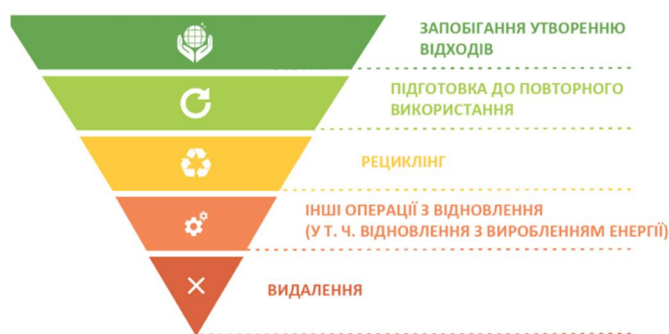 ЗАПОБІГАННЯ УТВОРЕННЮ
ВІДХОДІВ
ПІДГОТОВКА ДО ПОВТОРНОГО
ВИКОРИСТАННЯ
РЕЦИКЛІНГ
ІНШІ ОПЕРАЦІЇ З ВІДНОВЛЕННЯ
(У Т. Ч. ВІДНОВЛЕННЯ З ВИРОБЛЕННЯМ ЕНЕРГІЇ)
ВИДАЛЕННЯ